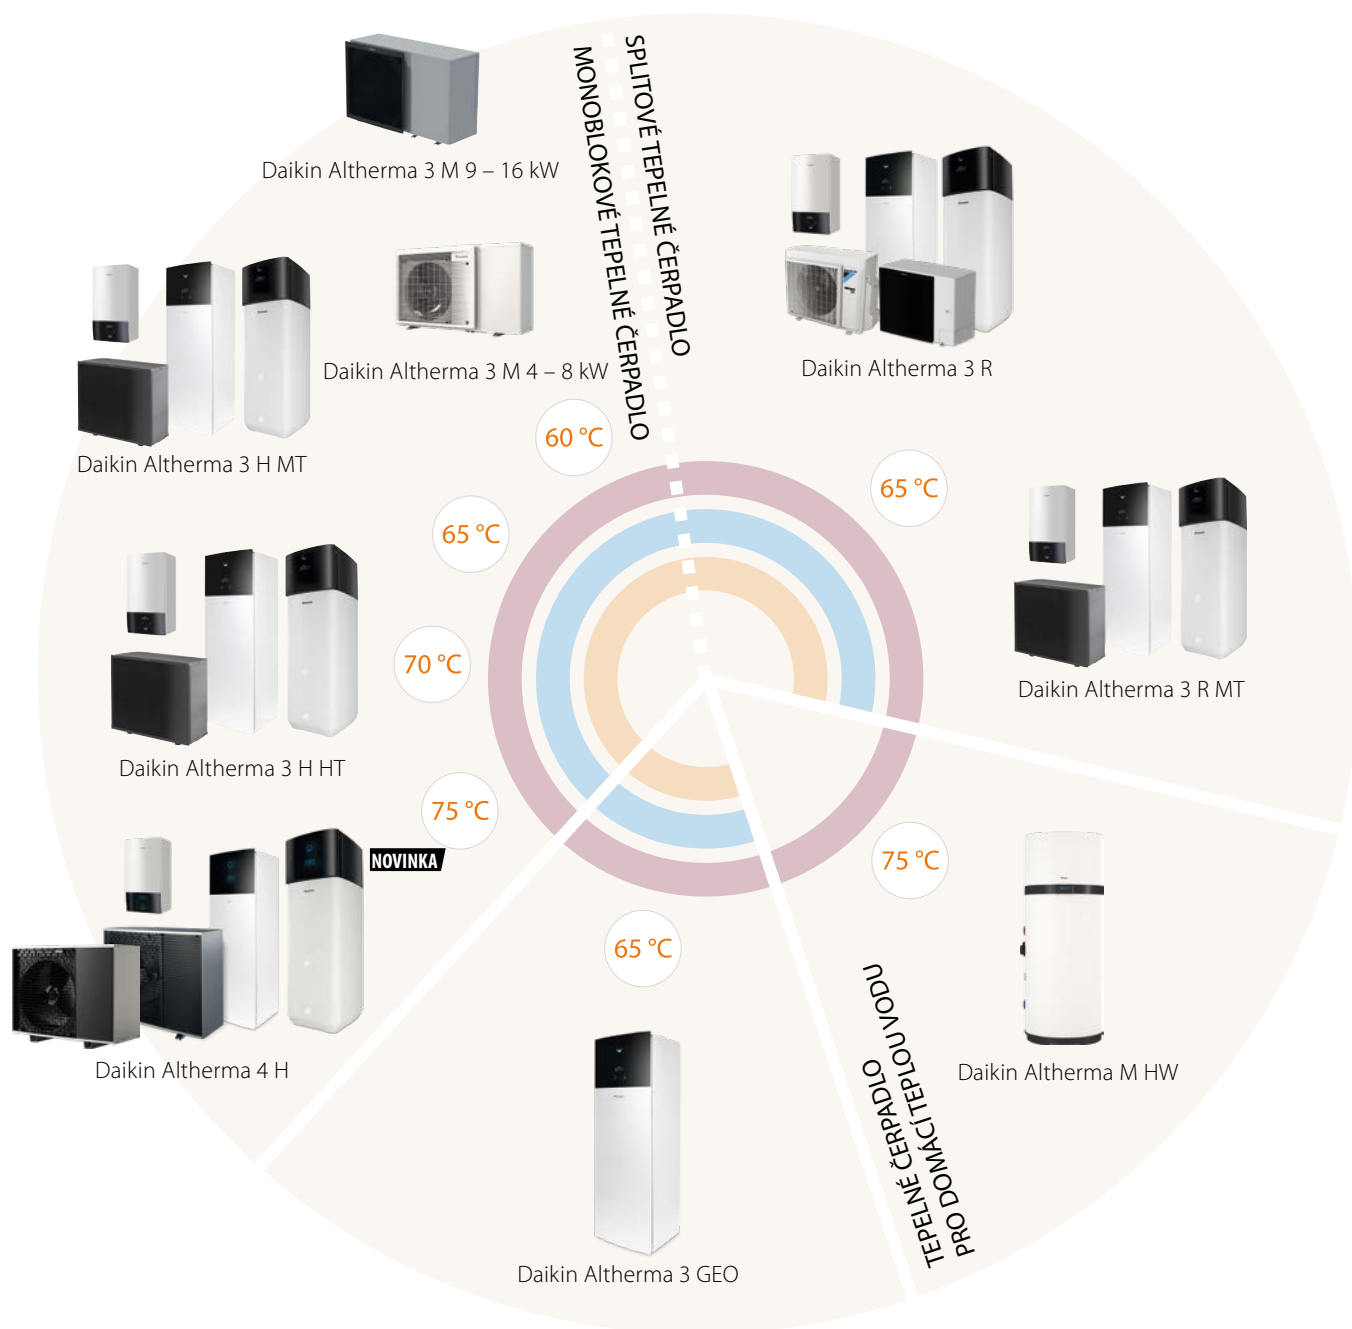 SPLITOVÉ TEPELNÉ ČERPADLO
MONOBLOKOVÉ TEPELNÉ ČERPADLO
Daikin Altherma 3 M 9 – 16 kW
Daikin Altherma 3 M 4 – 8 kW
Daikin Altherma 3 R
60 °C
Daikin Altherma 3 H MT
65 °C
65 °C
Daikin Altherma 3 R MT
70 °C
Daikin Altherma 3 H HT
75 °C
NOVINKA
75 °C
65 °C
Daikin Altherma 4 H
Daikin Altherma M HW
TEPELNÉ ČERPADLO
PRO DOMÁCÍ TEPLOU VODU
Daikin Altherma 3 GEO